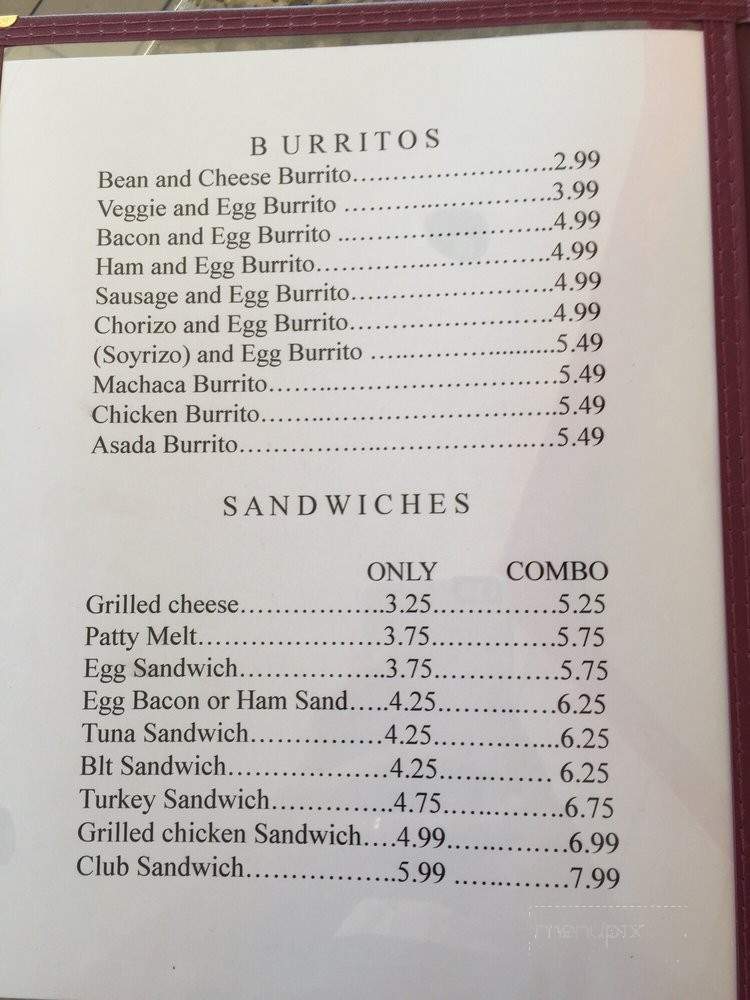 B URRITOS
Bean and Cheese Burrito..............................2.99
Veggie and Egg Burrito ..............................3.99
Bacon and Egg Burrito ..............................4.99
Ham and Egg Burrito..............................4.99
Sausage and Egg Burrito..............................4.99
Chorizo and Egg Burrito..............................4.99
(Soyrizo) and Egg Burrito ..............................5.49
Machaca Burrito..............................5.49
Chicken Burrito..............................5.49
Asada Burrito..............................5.49
SANDWICHES
ONLY COMBO
Grilled cheese..................3.25..................5.25
Patty Melt..................3.75..................5.75
Egg Sandwich..................3.75..................5.75
Egg Bacon or Ham Sand.....4.25..................6.25
Tuna Sandwich..................4.25..................6.25
Blt Sandwich..................4.25............... 6.25
Turkey Sandwich...............4.75..................6.75
Grilled chicken Sandwich....4.99...............6.99
Club Sandwich..................5.99 ...............7.99
menupix